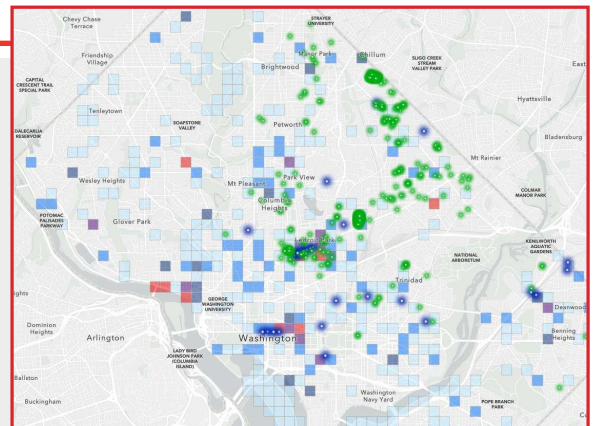 Chevy Chase
Terrace
STRAYER
UNIVERSITY
Manor Park
Chillum
Friendship
Village
Brightwood
SLIGO CREEK
STREAM
VALLEY PARK
East
CAPITAL
CRESCENT TRAIL
SPECIAL PARK
Hyattsville
Tenleytown
SOAPSTONE
VALLEY
Petworth
DALECARLIA
RESERVOIR
Bladensburg
Mt Rainier
Wesley Heights
Mt Pleasant
Park View
Columbia
Heights
COLMAR
MANOR PARK
POTOMAC
PALISADES
PARKWAY
Glover Park
Ledroit Park
KENILWORTH
AQUATIC
GARDENS
NATIONAL
ARBORETUM
Trinidad
ights
GEORGE
WASHINGTON
UNIVERSITY
Deanwood
Dominion
Heights
Arlington
Washington
Benning
Heights
LADY BIRD
JOHNSON PARK
(COLUMBIA
ISLAND)
Ballston
Buckingham
Washington
Navy Yard
POPE BRANCH
PARK